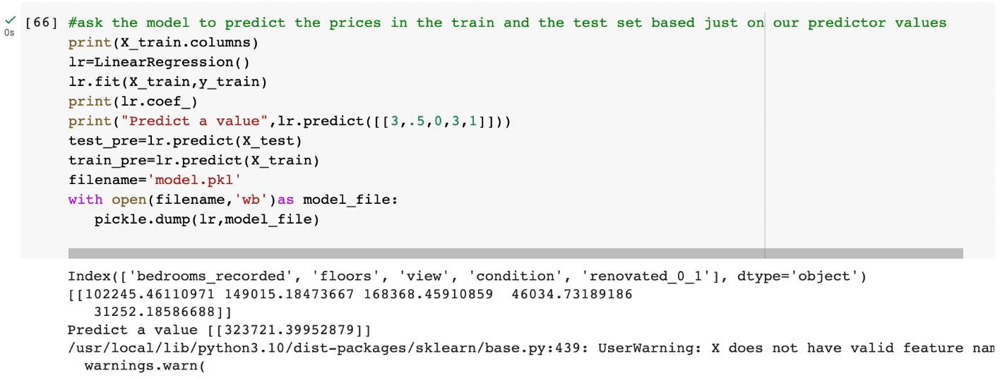 [66] #ask the model to predict the prices in the train and the test set based just on our predictor values
0s
print(X_train.columns)
lr=LinearRegression()
lr.fit(X_train,y_train)
print(lr.coef_)
print("Predict a value",lr.predict([[3,.5,0,3,1]]))
test_pre=lr.predict(X_test)
train_pre=lr.predict(X_train)
filename='model.pkl'
with open(filename,'wb')as model_file:
   pickle.dump(lr,model_file)
Index(['bedrooms_recorded', 'floors', 'view', 'condition', 'renovated_0_1'], dtype='object')
[[102245.46110971 149015.18473667 168368.45910859  46034.73189186
   31252.18586688]]
Predict a value [[323721.39952879]]
/usr/local/lib/python3.10/dist-packages/sklearn/base.py:439: UserWarning: X does not have valid feature
  warnings.warn(